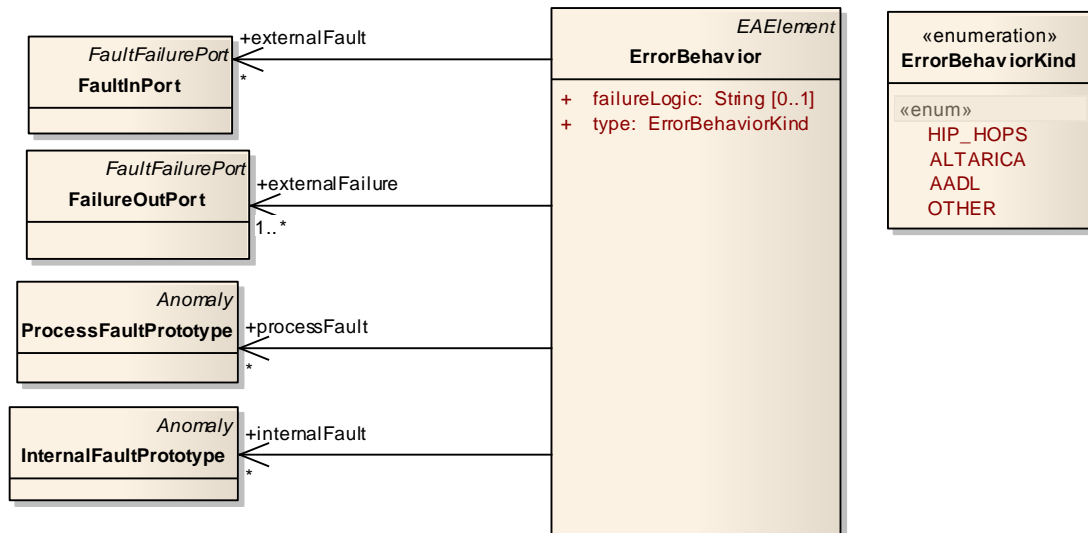 FaultFailurePort
FaultInPort
+externalFault
*
FaultFailurePort
FailureOutPort
+externalFailure
1..*
Anomaly
ProcessFaultPrototype
+processFault
*
Anomaly
InternalFaultPrototype
+internalFault
*
EAElement
ErrorBehavior
+ failureLogic: String [0..1]
+ type: ErrorBehaviorKind
«enumeration»
ErrorBehaviorKind
«enum»
HIP_HOPS
ALTARICA
AADL
OTHER